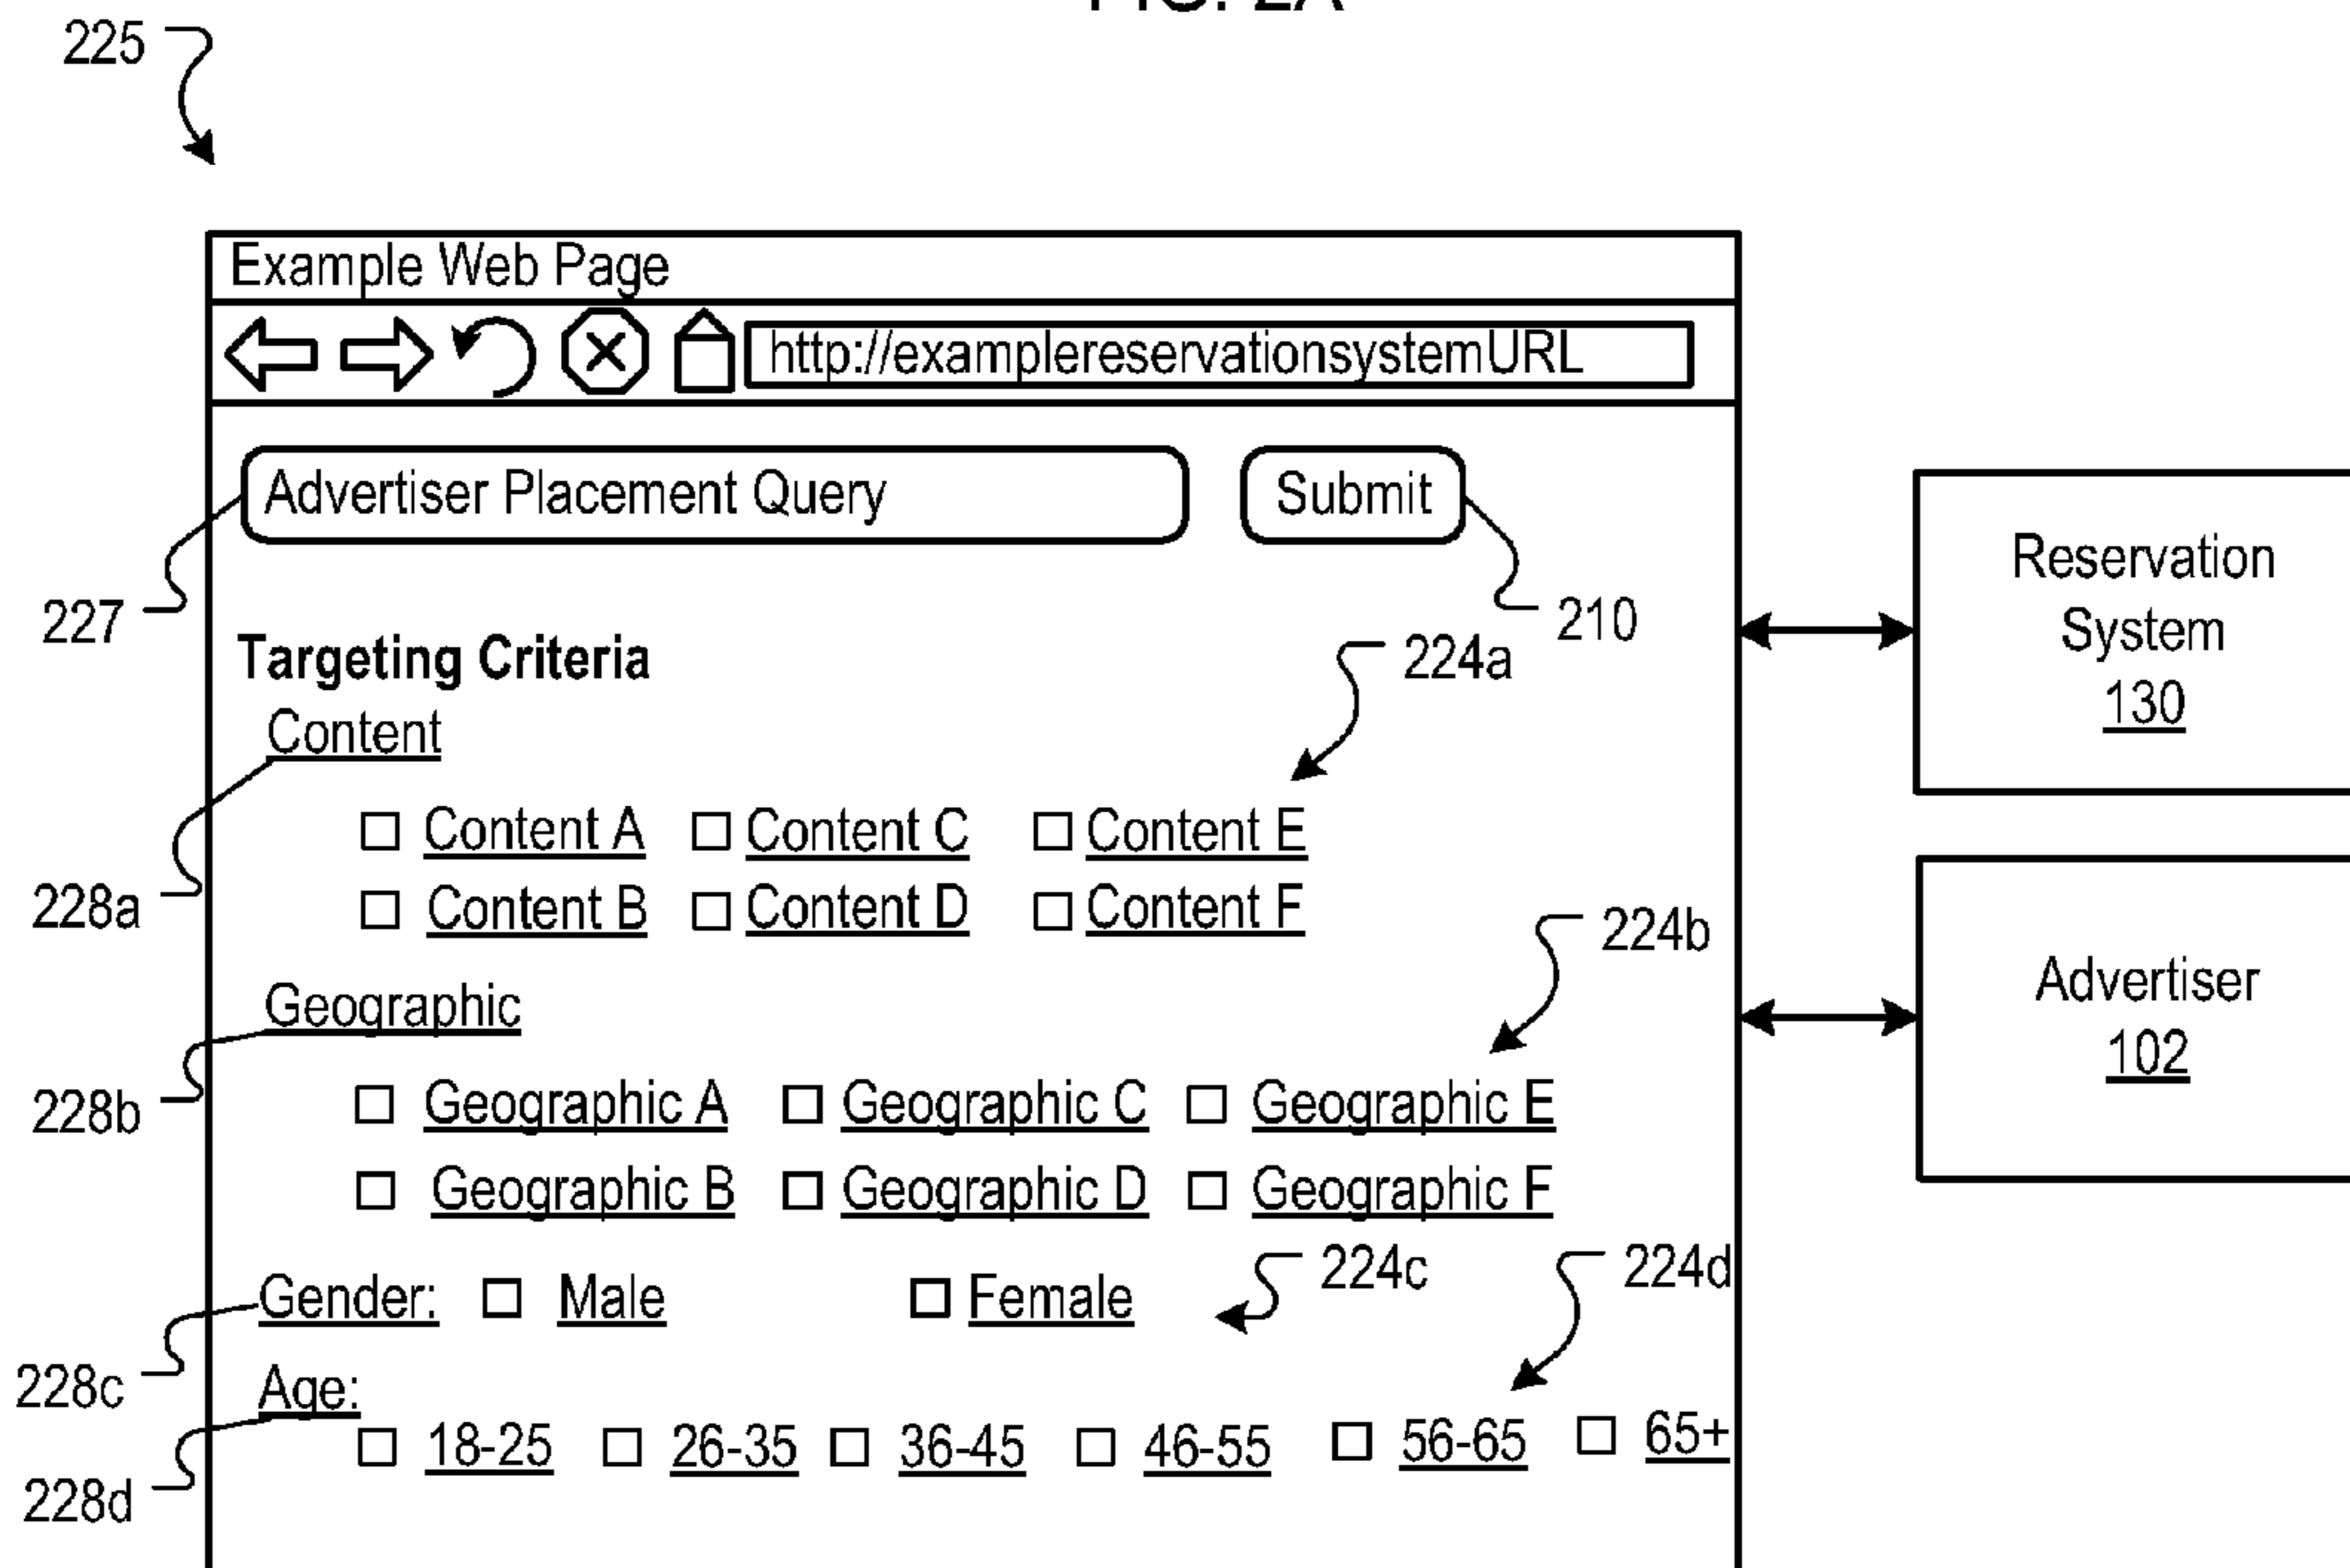 FIG. 2A
225
Example Web Page
http://examplereservationsystemURL
Advertiser Placement Query
Submit
227
210
Targeting Criteria
224a
Content
Content A Content C Content E
228a
Content B Content D Content F
224b
Geographic
228b
Geographic A Geographic C Geographic E
Geographic B Geographic D Geographic F
224c
224d
Gender: Male Female
228c
Age:
18-25 26-35 36-45 46-55 56-65 65+
228d
Reservation
System
130
Advertiser
102